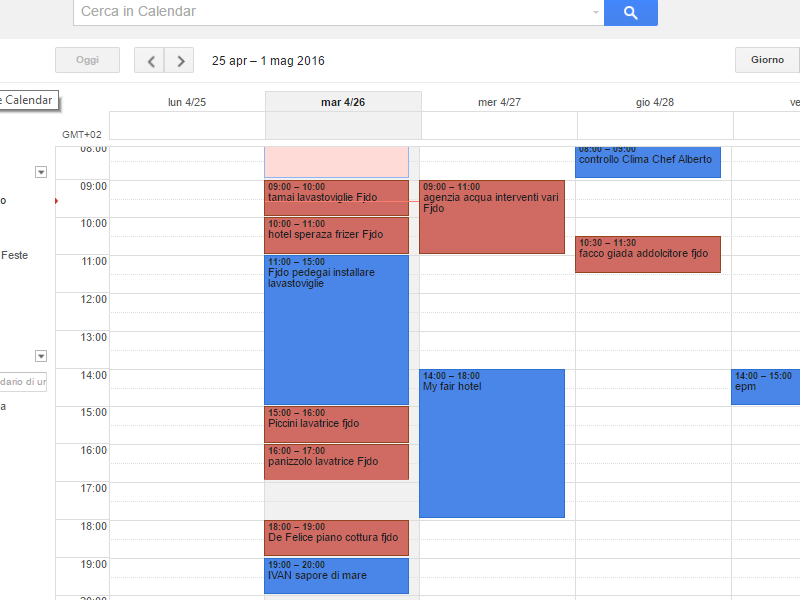 Cerca in Calendar
Oggi
25 apr – 1 mag 2016
Giorno
e Calendar
lun 4/25
mar 4/26
mer 4/27
gio 4/28
ve
GMT+02
08:00
09:00
10:00
11:00
12:00
13:00
14:00
15:00
16:00
17:00
18:00
19:00
20:00
o
Feste
dario di un
a
09:00 – 10:00
tamai lavastoviglie Fjdo
10:00 – 11:00
hotel speraza frizer Fjdo
11:00 – 15:00
Fjdo pedegai installare
lavastoviglie
15:00 – 16:00
Piccini lavatrice fjdo
16:00 – 17:00
panizzolo lavatrice Fjdo
18:00 – 19:00
De Felice piano cottura fjdo
19:00 – 20:00
IVAN sapore di mare
09:00 – 11:00
agenzia acqua interventi vari
Fjdo
14:00 – 18:00
My fair hotel
08:00 – 09:00
controllo Clima Chef Alberto
10:30 – 11:30
facco giada addolcitore fjdo
14:00 – 15:00
epm